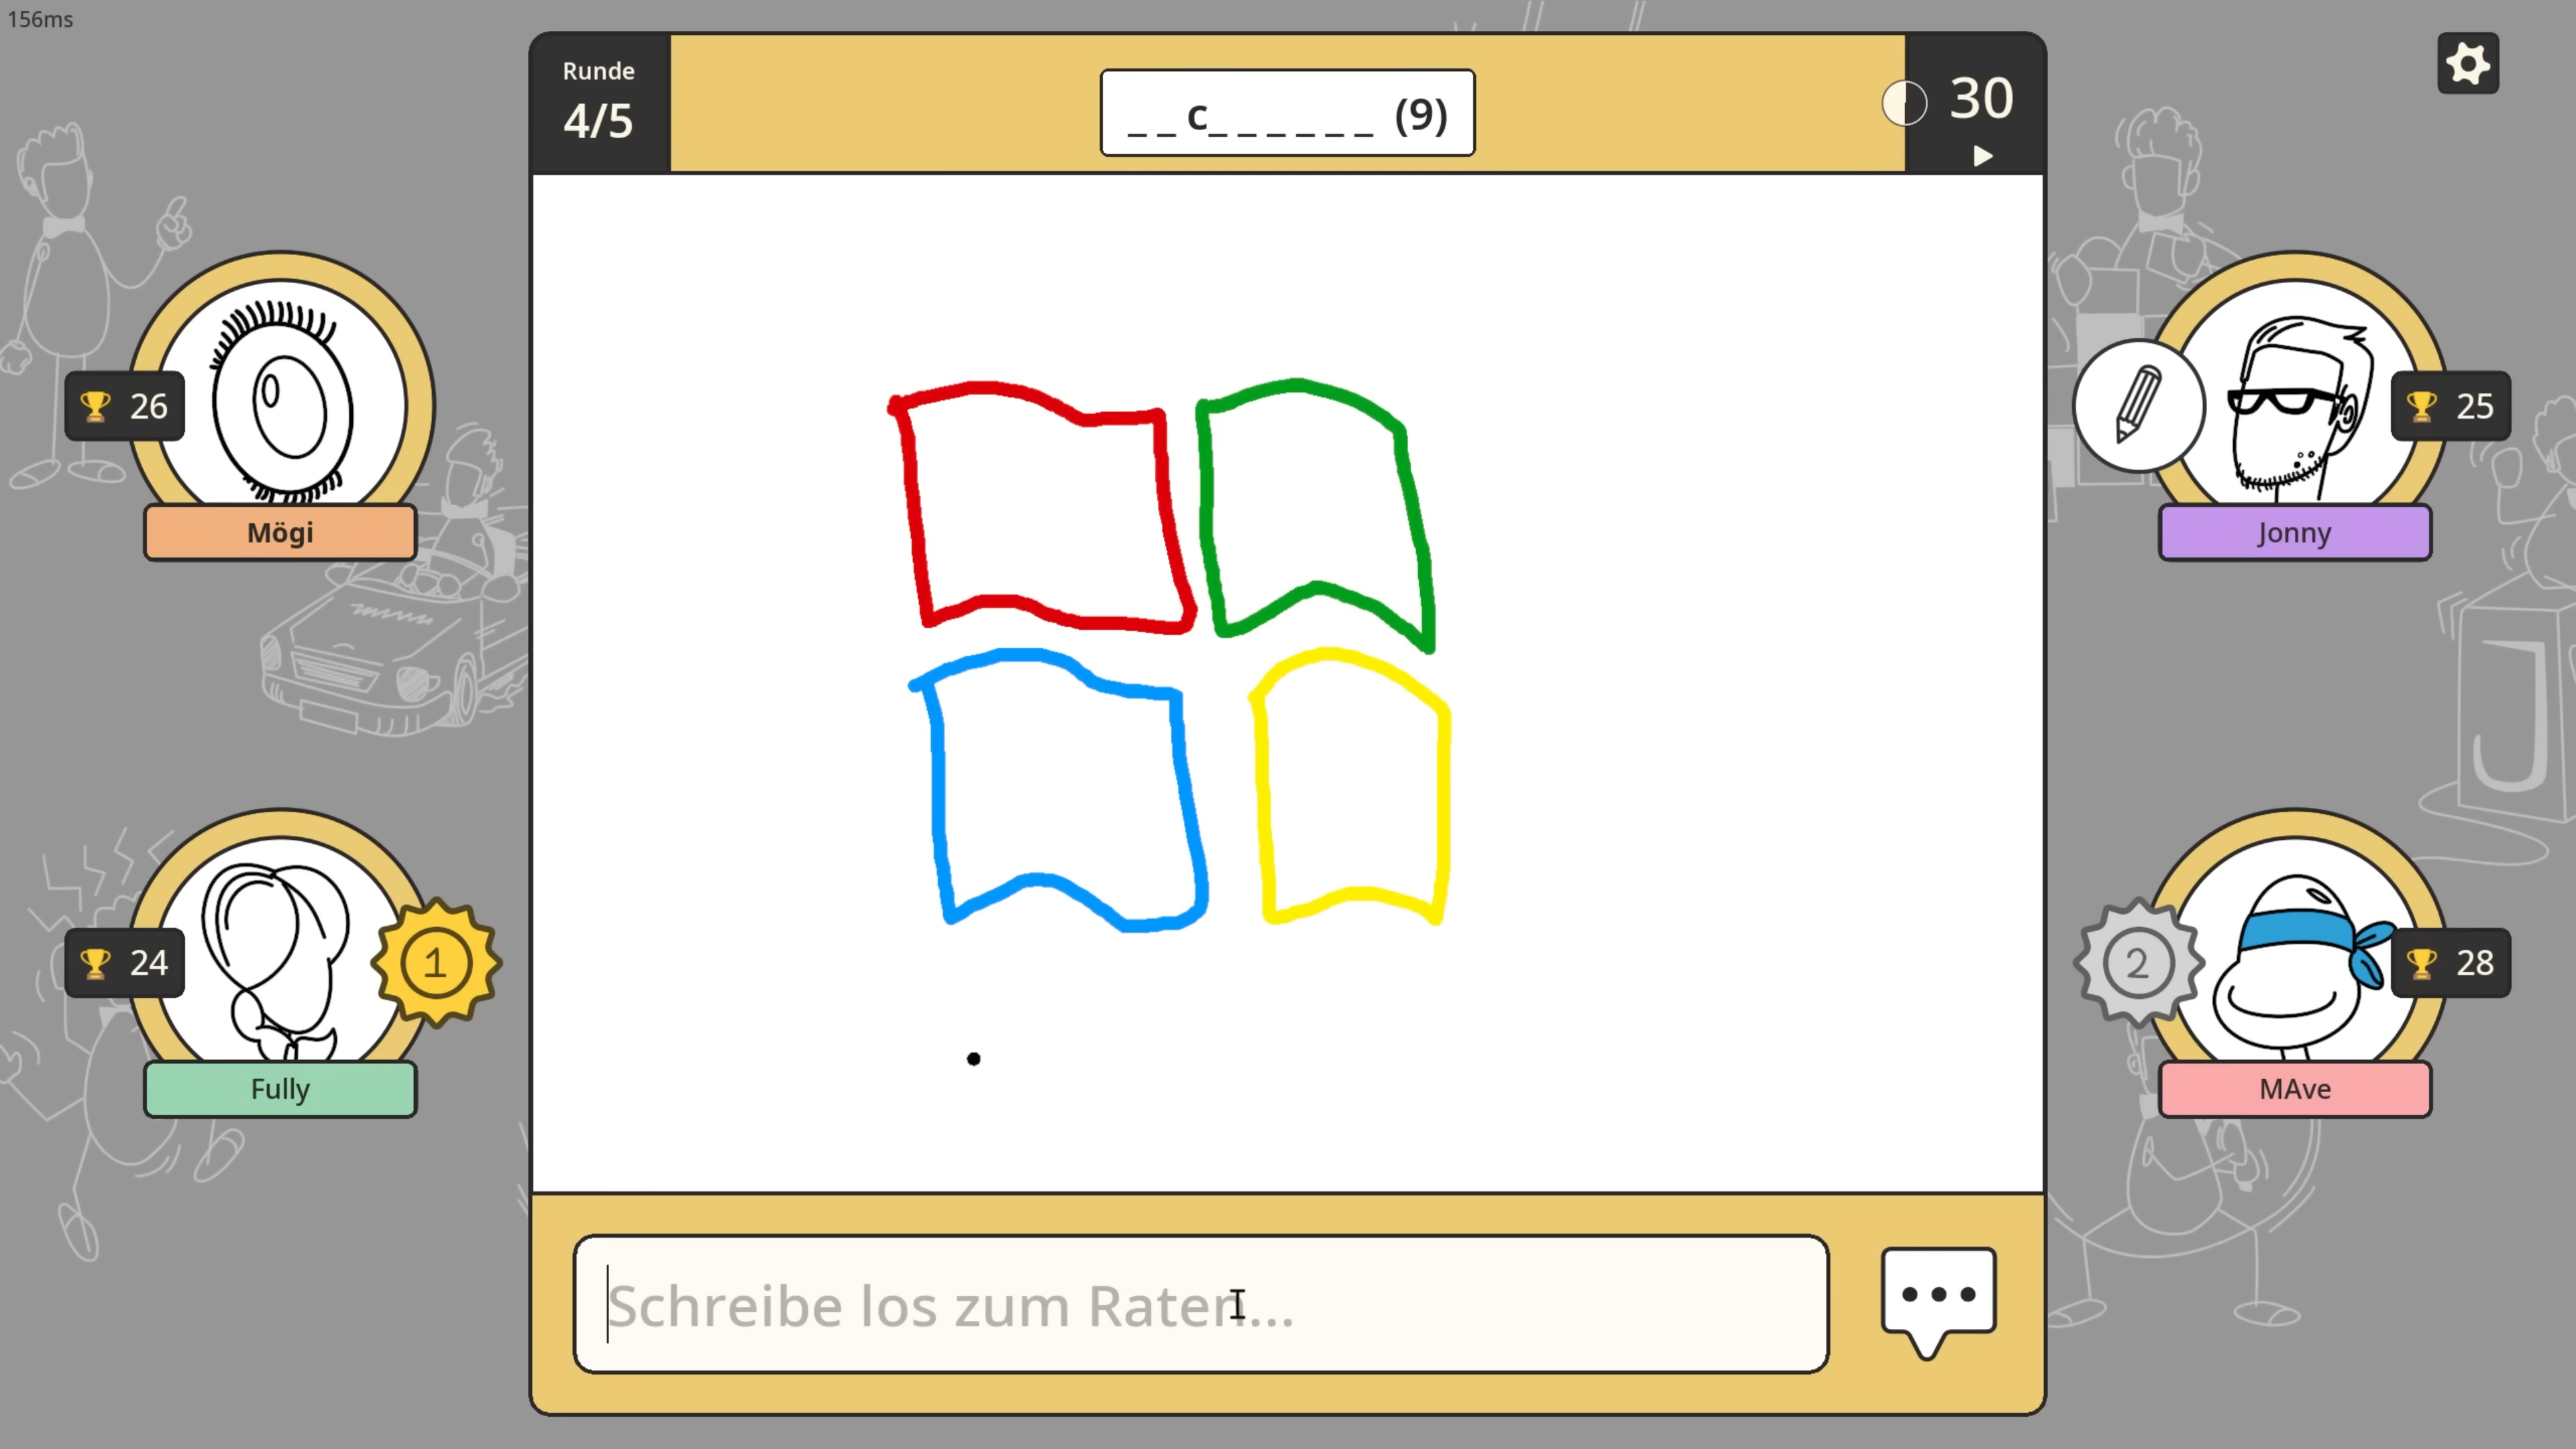 156ms
Runde
4/5
_ _ c _ _ _ _ _ _ (9)
30
26
Mögi
25
Jonny
24
1
Fully
2
28
MAve
J
Schreibe los zum Raten...